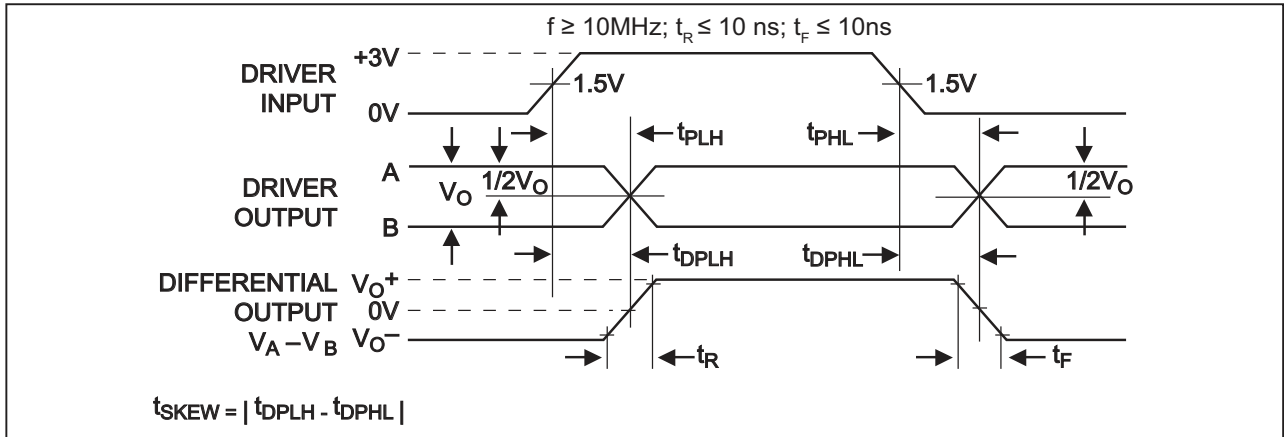 f ≥ 10MHz; tR ≤ 10 ns; tF ≤ 10ns
+3V
DRIVER
INPUT
1.5V
1.5V
0V
tPLH
tPHL
A
DRIVER
OUTPUT
VO
1/2VO
1/2VO
B
tDPLH
tDPHL
DIFFERENTIAL
OUTPUT
VA –VB
VO+
0V
VO–
tR
tF
tSKEW = | tDPLH - tDPHL |